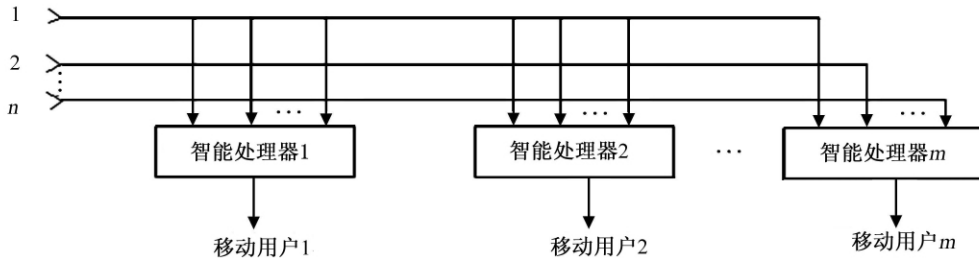 1
2
⋮
n
… … …
智能处理器1 智能处理器2 … 智能处理器m
移动用户1 移动用户2 移动用户m